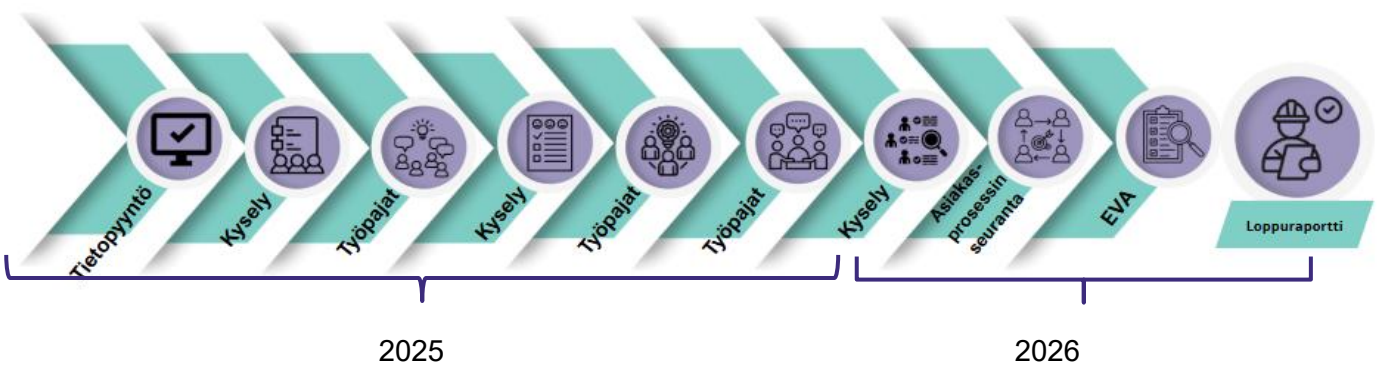 Tietopyyntö
Kysely
Työpajat
Kysely
Työpajat
Työpajat
Kysely
Asiakas-
prosessin
seuranta
EVA
Loppuraportti
2025
2026